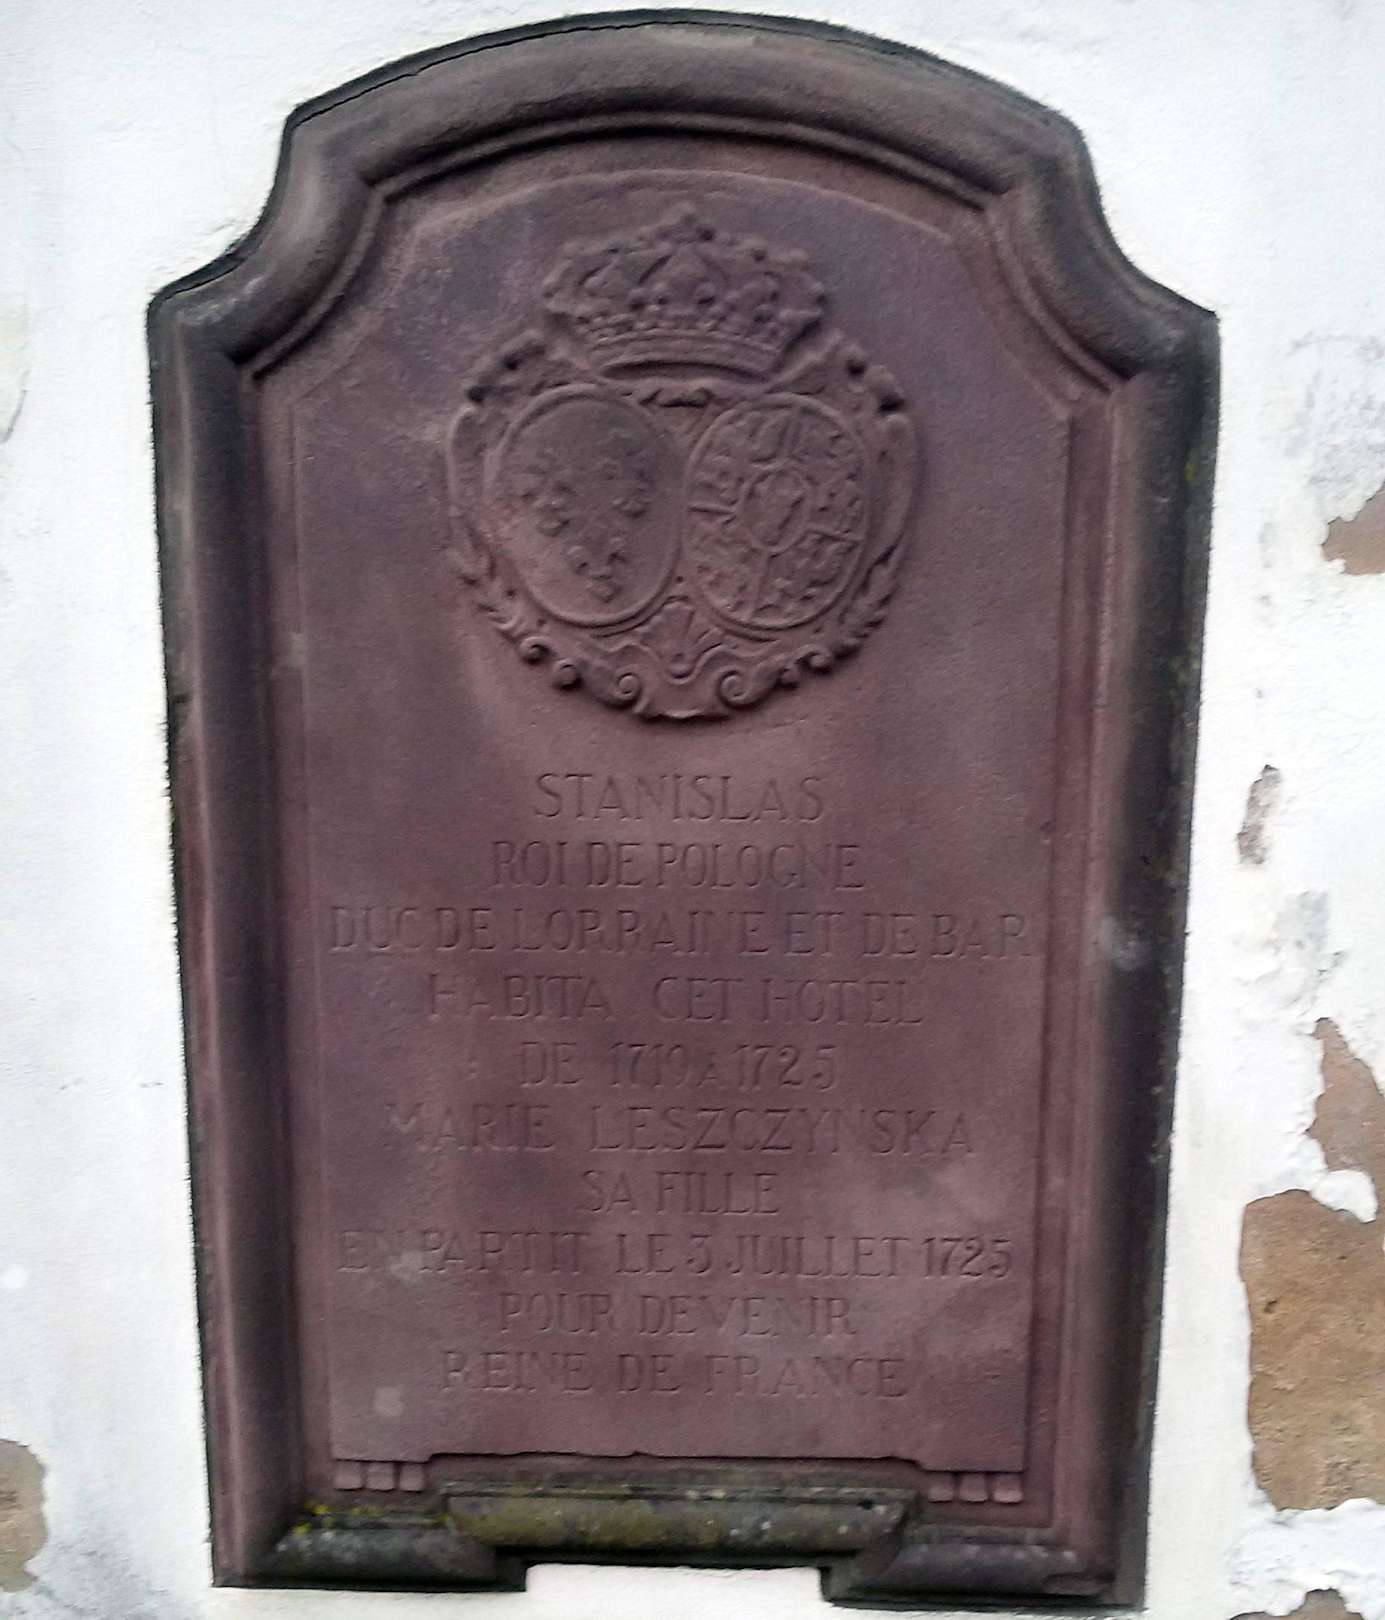 STANISLAS
ROI DE POLOGNE
DUC DE LORRAINE ET DE BAR
HABITA CET HOTEL
DE 1719 A 1725
MARIE LESZCZYNSKA
SA FILLE
EN PARTIT LE 3 JUILLET 1725
POUR DEVENIR
REINE DE FRANCE